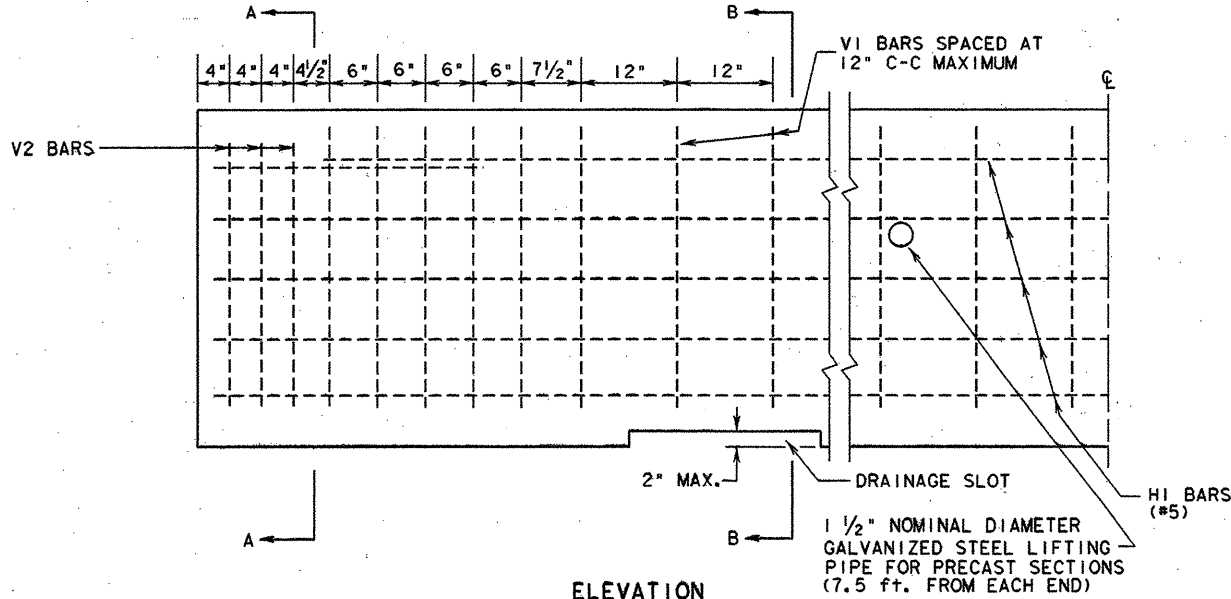 A
B
V1 BARS SPACED AT
12" C-C MAXIMUM
4" 4" 4" 4½" 6" 6" 6" 6" 7½" 12" 12"
℄
V2 BARS
2" MAX.
DRAINAGE SLOT
H1 BARS
(#5)
A
B
1 ½" NOMINAL DIAMETER
GALVANIZED STEEL LIFTING
PIPE FOR PRECAST SECTIONS
(7.5 ft. FROM EACH END)
ELEVATION